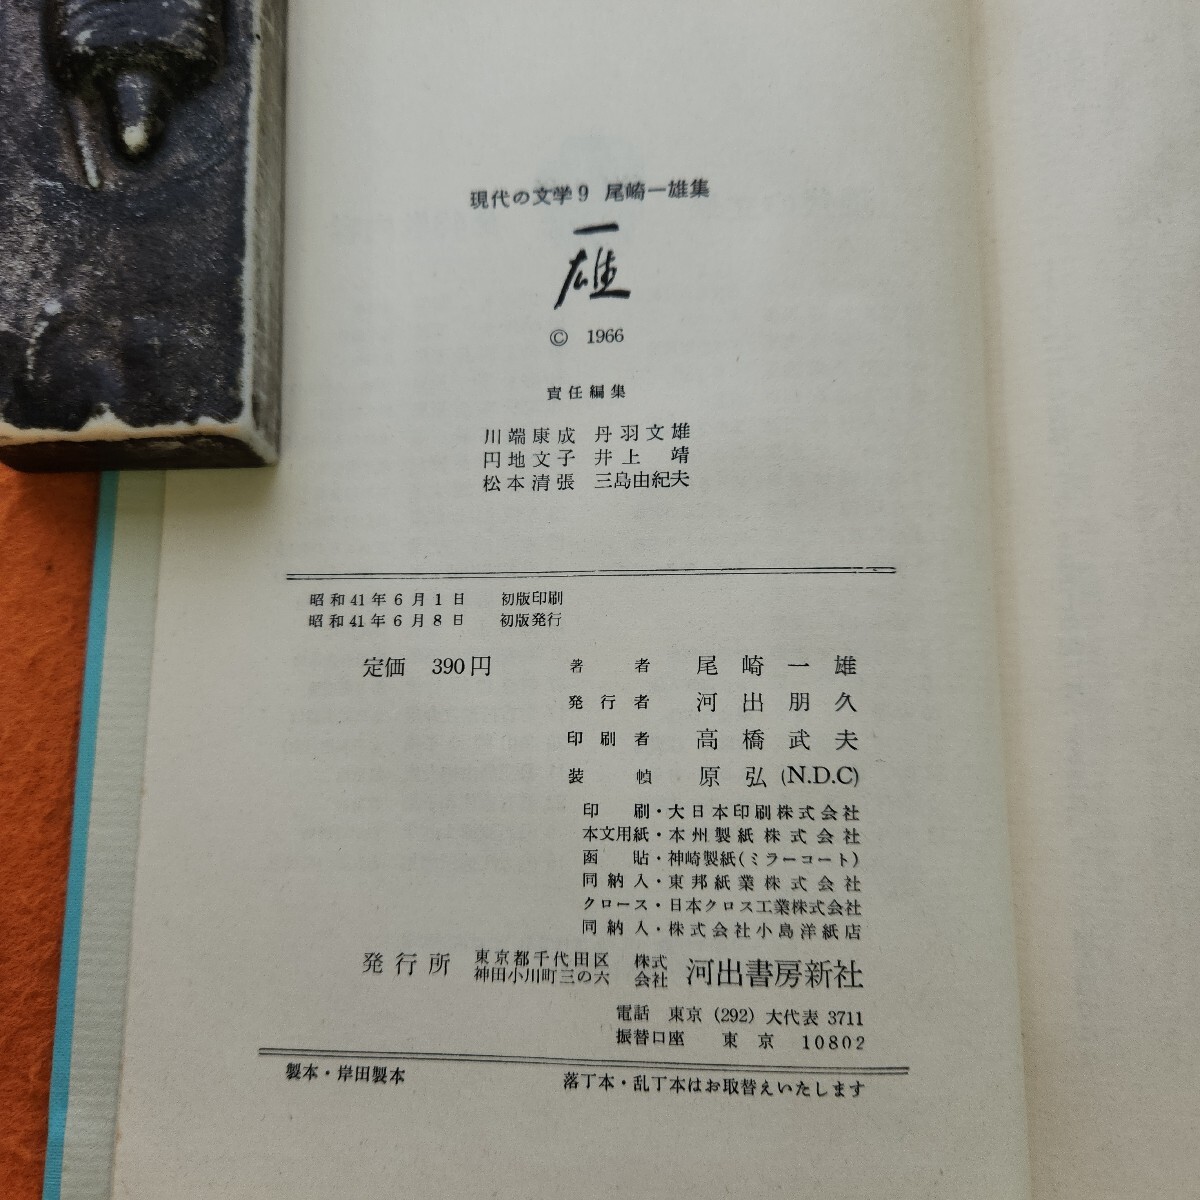 現代の文学9 尾崎一雄集
一雄
© 1966
責任編集
川端康成 丹羽文雄
円地文子 井上 靖
松本清張 三島由紀夫
昭和41年6月1日 初版印刷
昭和41年6月8日 初版発行
定価 390円
著者 尾崎一雄
発行者 河出朋久
印刷者 高橋武夫
装幀 原弘(N.D.C)
印刷・大日本印刷株式会社
本文用紙・本州製紙株式会社
函貼・神崎製紙(ミラーコート)
同納入・東邦紙業株式会社
クロース・日本クロス工業株式会社
同納入・株式会社小島洋紙店
発行所 東京都千代田区神田小川町三の六 株式会社 河出書房新社
電話 東京(292)大代表3711
振替口座 東京 10802
製本・岸田製本
落丁本・乱丁本はお取替えいたします